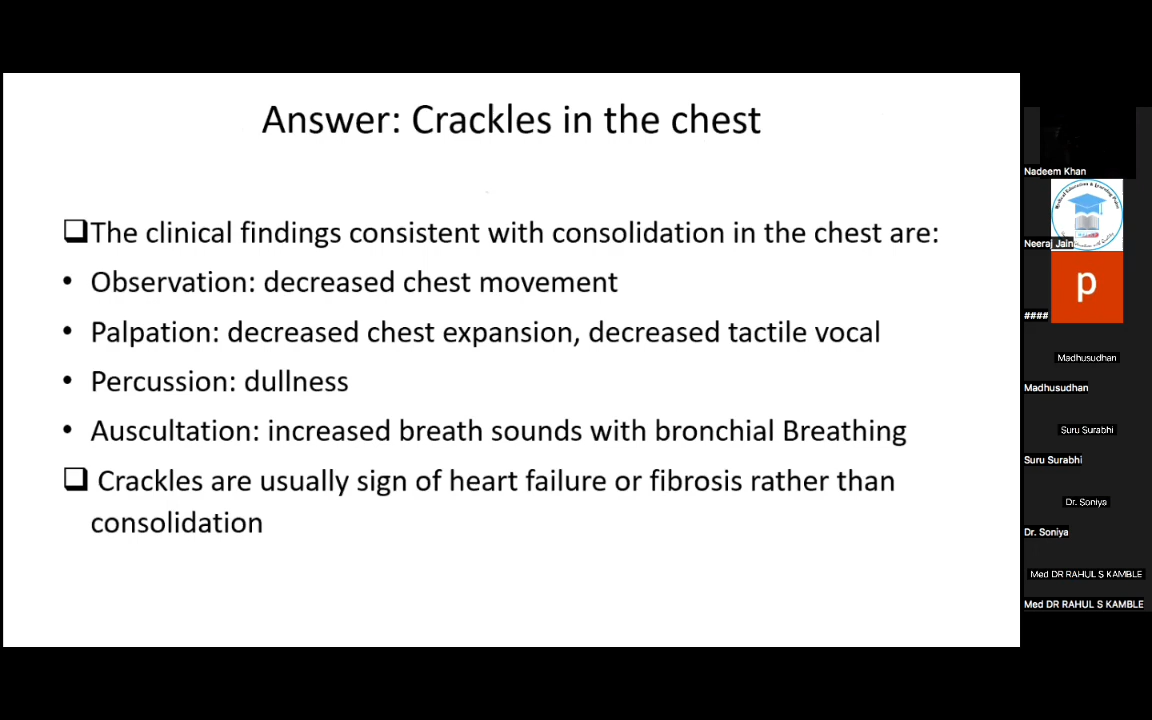 Answer: Crackles in the chest
The clinical findings consistent with consolidation in the chest are:
• Observation: decreased chest movement
• Palpation: decreased chest expansion, decreased tactile vocal
• Percussion: dullness
• Auscultation: increased breath sounds with bronchial Breathing
Crackles are usually sign of heart failure or fibrosis rather than
consolidation
Nadeem Khan
Neeraj Jain
p
####
Madhusudhan
Madhusudhan
Suru Surabhi
Suru Surabhi
Dr. Soniya
Dr. Soniya
Med DR RAHUL S KAMBLE
Med DR RAHUL S KAMBLE